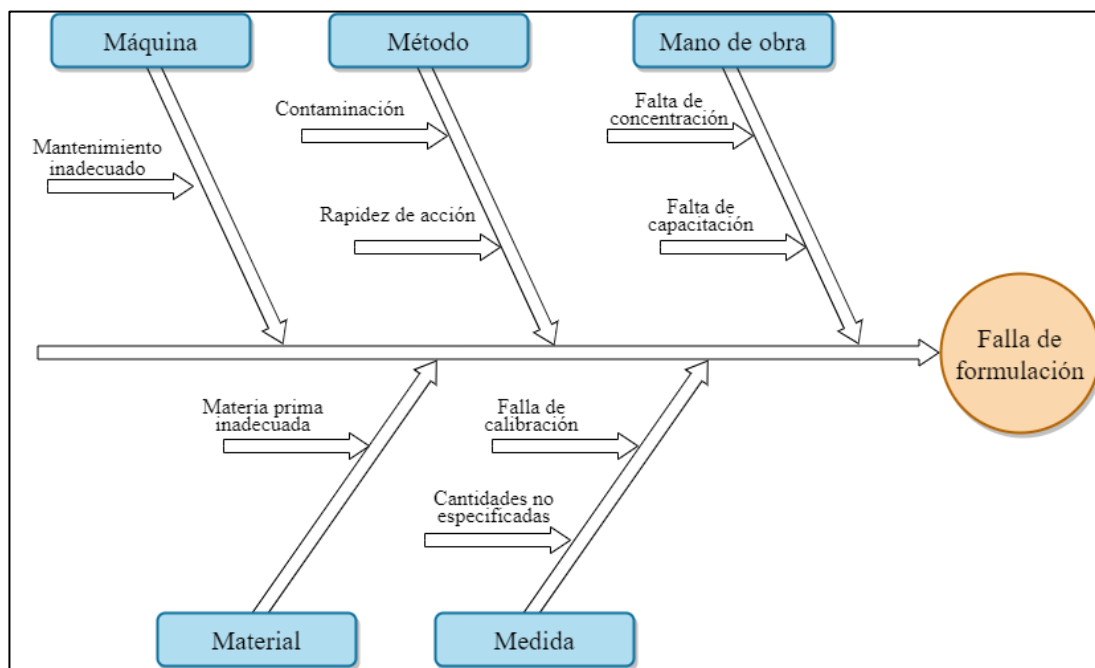 Máquina
Método
Mano de obra
Contaminación
Falta de
concentración
Mantenimiento
inadecuado
Rapidez de acción
Falta de
capacitación
Falla de
formulación
Materia prima
inadecuada
Falla de
calibración
Cantidades no
especificadas
Material
Medida